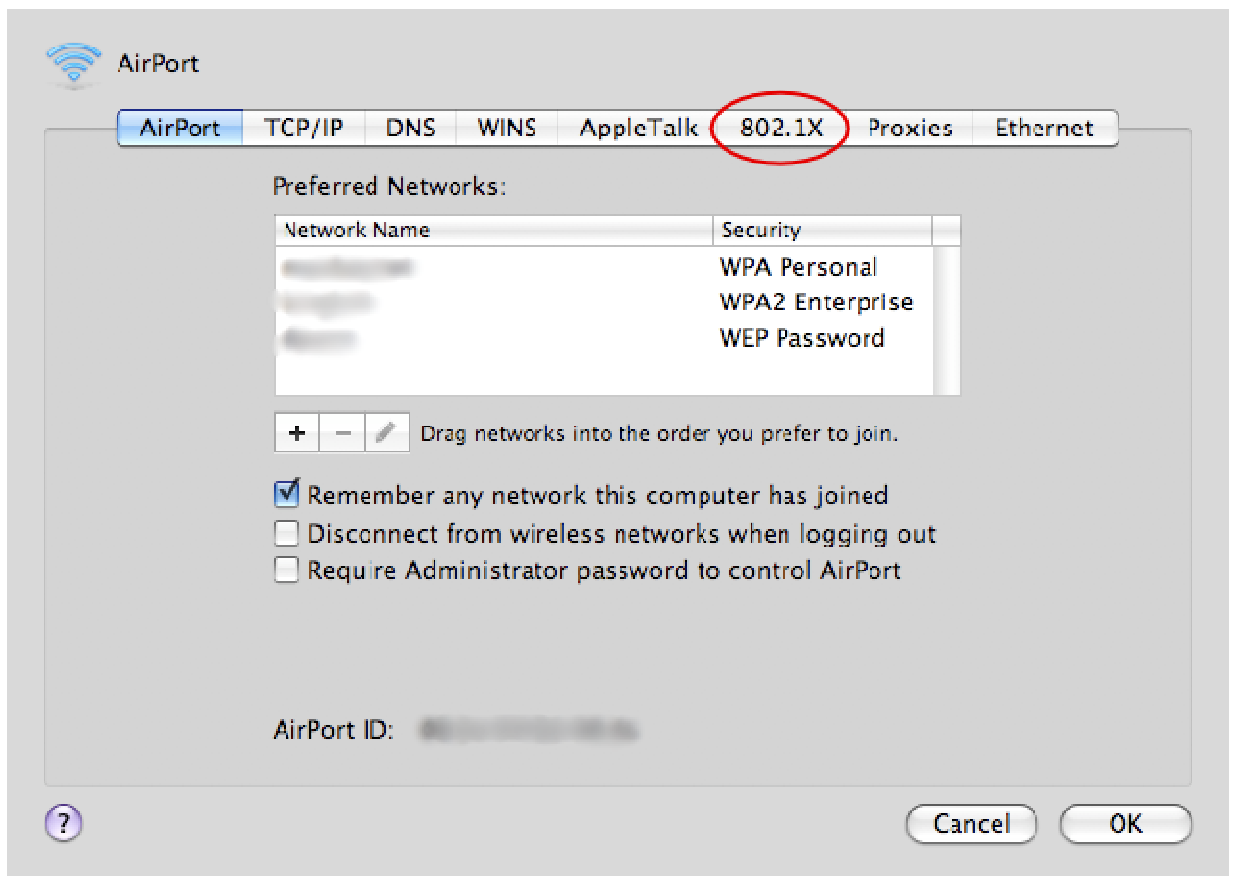 AirPort
AirPort TCP/IP DNS WINS AppleTalk 802.1X Proxies Ethernet
Preferred Networks:
Network Name Security
WPA Personal
WPA2 Enterprise
WEP Password
+ − Drag networks into the order you prefer to join.
Remember any network this computer has joined
Disconnect from wireless networks when logging out
Require Administrator password to control AirPort
AirPort ID:
? Cancel OK